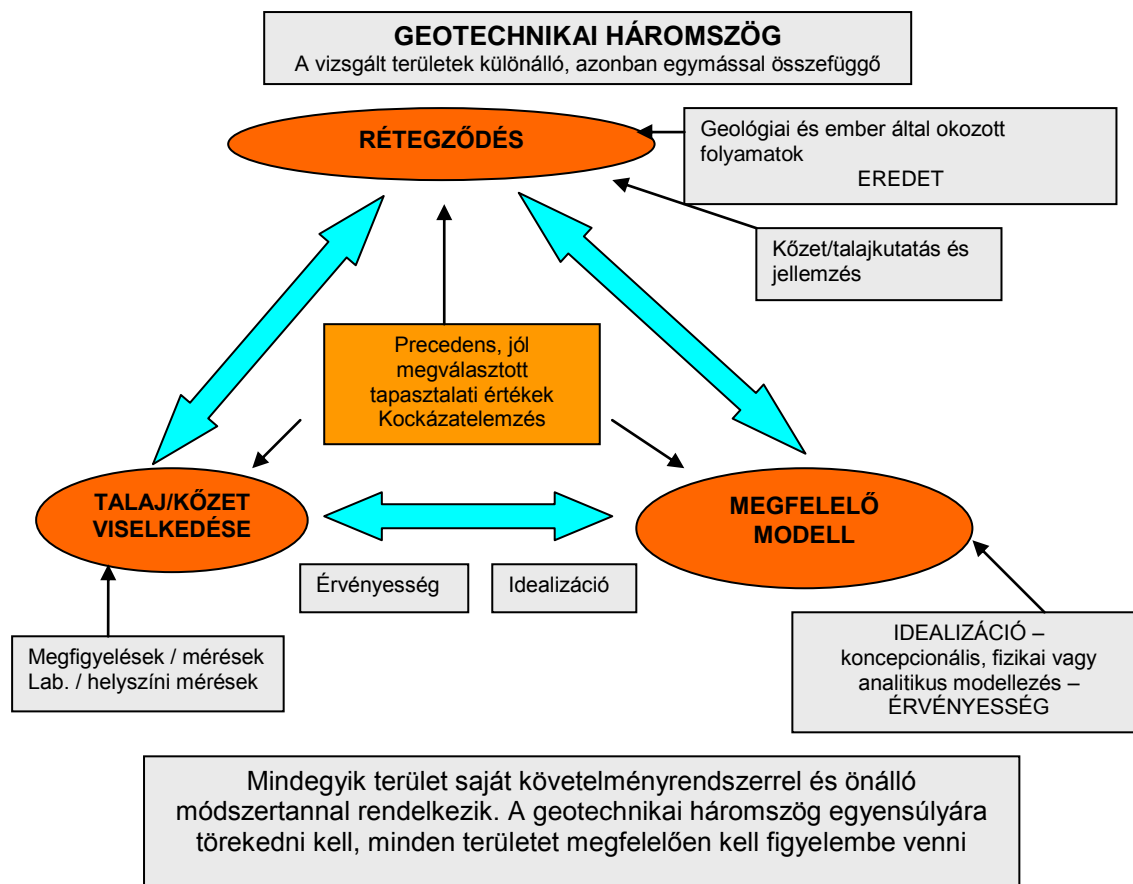 GEOTECHNIKAI HÁROMSZÖG
A vizsgált területek különálló, azonban egymással összefüggő
RÉTEGZŐDÉS
Geológiai és ember által okozott
folyamatok
EREDET
Kőzet/talajkutatás és
jellemzés
Precedens, jól
megválasztott
tapasztalati értékek
Kockázatelemzés
TALAJ/KŐZET
VISELKEDÉSE
MEGFELELŐ
MODELL
Érvényesség
Idealizáció
Megfigyelések / mérések
Lab. / helyszíni mérések
IDEALIZÁCIÓ –
koncepcionális, fizikai vagy
analitikus modellezés –
ÉRVÉNYESSÉG
Mindegyik terület saját követelményrendszerrel és önálló
módszertannal rendelkezik. A geotechnikai háromszög egyensúlyára
törekedni kell, minden területet megfelelően kell figyelembe venni